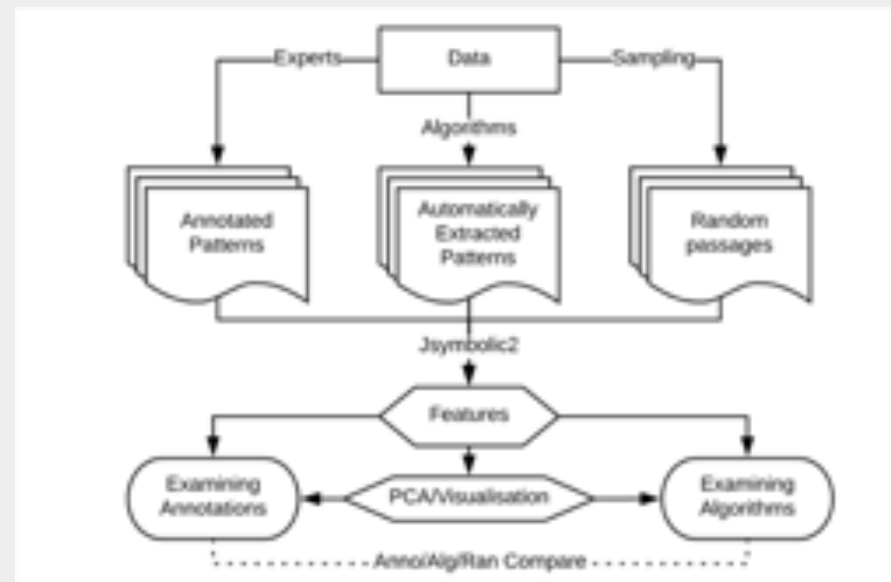 Experts
Data
Sampling
Algorithms
Annotated
Patterns
Automatically
Extracted
Patterns
Random
passages
Jsymbolic2
Features
Examining
Annotations
PCA/Visualisation
Examining
Algorithms
Anno/Alg/Ran Compare